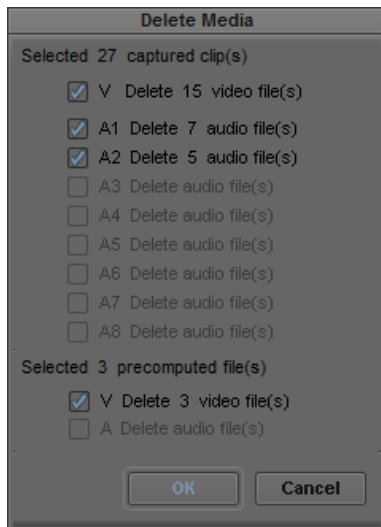 Delete Media
Selected 27 captured clip(s)
V Delete 15 video file(s)
A1 Delete 7 audio file(s)
A2 Delete 5 audio file(s)
A3 Delete audio file(s)
A4 Delete audio file(s)
A5 Delete audio file(s)
A6 Delete audio file(s)
A7 Delete audio file(s)
A8 Delete audio file(s)
Selected 3 precomputed file(s)
V Delete 3 video file(s)
A Delete audio file(s)
OK Cancel